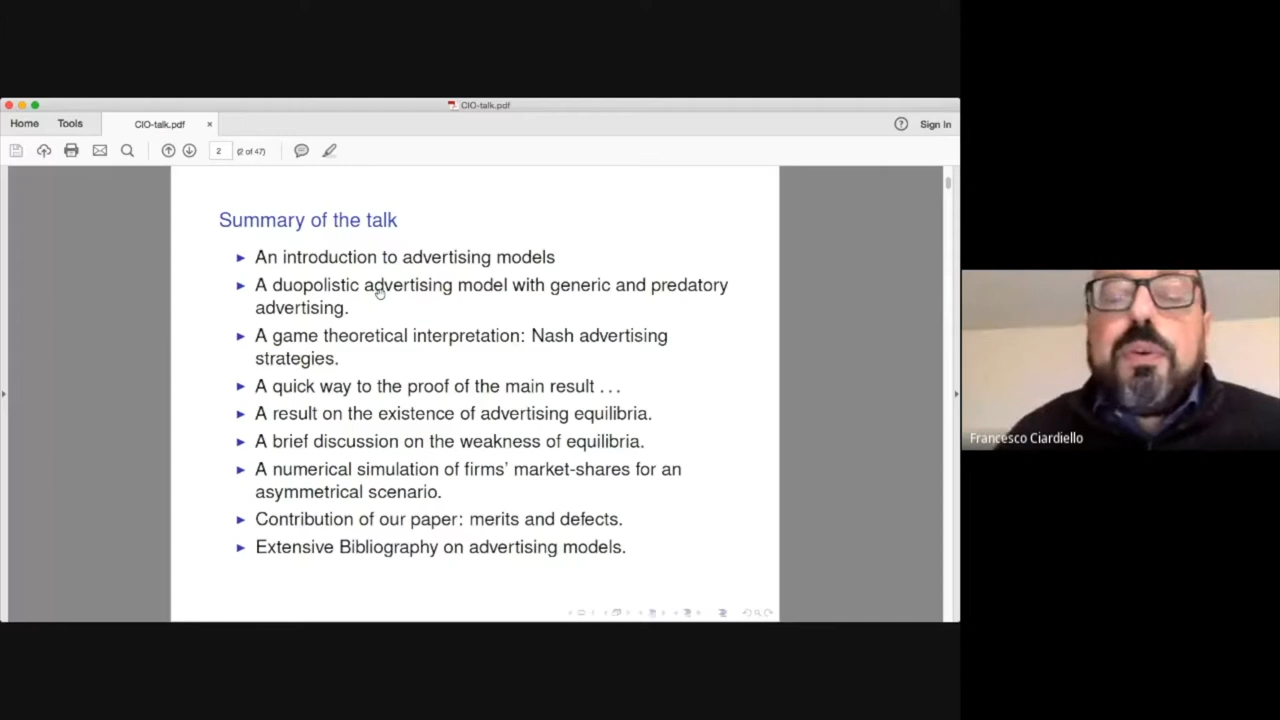 CIO-talk.pdf
Home
Tools
CIO-talk.pdf
×
? Sign In
2
(2 of 47)
Summary of the talk
► An introduction to advertising models
► A duopolistic advertising model with generic and predatory
advertising.
► A game theoretical interpretation: Nash advertising
strategies.
► A quick way to the proof of the main result . . .
► A result on the existence of advertising equilibria.
► A brief discussion on the weakness of equilibria.
► A numerical simulation of firms' market-shares for an
asymmetrical scenario.
► Contribution of our paper: merits and defects.
► Extensive Bibliography on advertising models.
Francesco Ciardiello